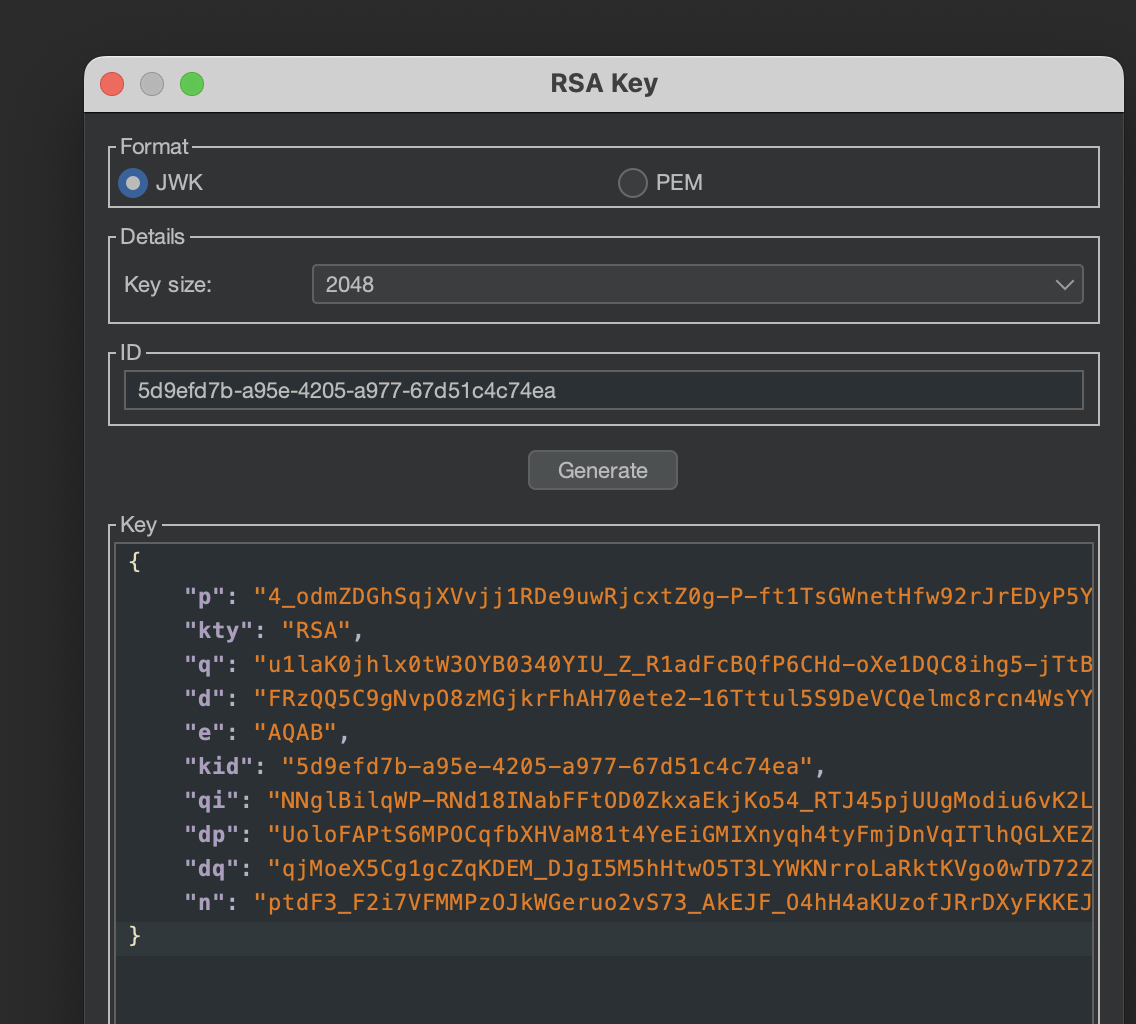 RSA Key
Format
JWK PEM
Details
Key size: 2048
ID
5d9efd7b-a95e-4205-a977-67d51c4c74ea
Generate
Key
{
"p": "4_odmZDGhSqjXVvjj1RDe9uwRjcxtZ0g-P-ft1TsGWnetHfw92rJrEDyP5Y
"kty": "RSA",
"q": "u1laK0jhlx0tW3OYB0340YIU_Z_R1adFcBQfP6CHd-oXe1DQC8ihg5-jTtB
"d": "FRzQQ5C9gNvpO8zMGjkrFhAH70ete2-16Tttul5S9DeVCQelmc8rcn4WsYY
"e": "AQAB",
"kid": "5d9efd7b-a95e-4205-a977-67d51c4c74ea",
"qi": "NNglBilqWP-RNd18INabFFtOD0ZkxaEkjKo54_RTJ45pjUUgModiu6vK2L
"dp": "UoloFAPtS6MPOCqfbXHVaM81t4YeEiGMIXnyqh4tyFmjDnVqITlhQGLXEZ
"dq": "qjMoeX5Cg1gcZqKDEM_DJgI5M5hHtwO5T3LYWKNrroLaRktKVgo0wTD72Z
"n": "ptdF3_F2i7VFMMPzOJkWGeruo2vS73_AkEJF_O4hH4aKUzofJRrDXyFKKEJ
}